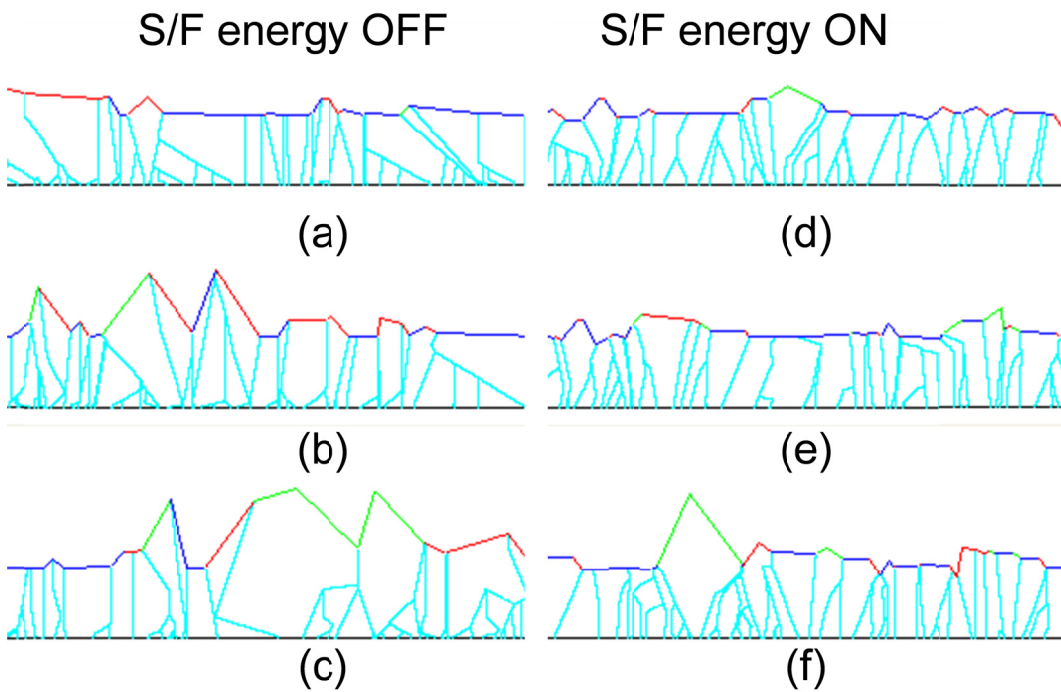 S/F energy OFF
S/F energy ON
(a)
(d)
(b)
(e)
(c)
(f)